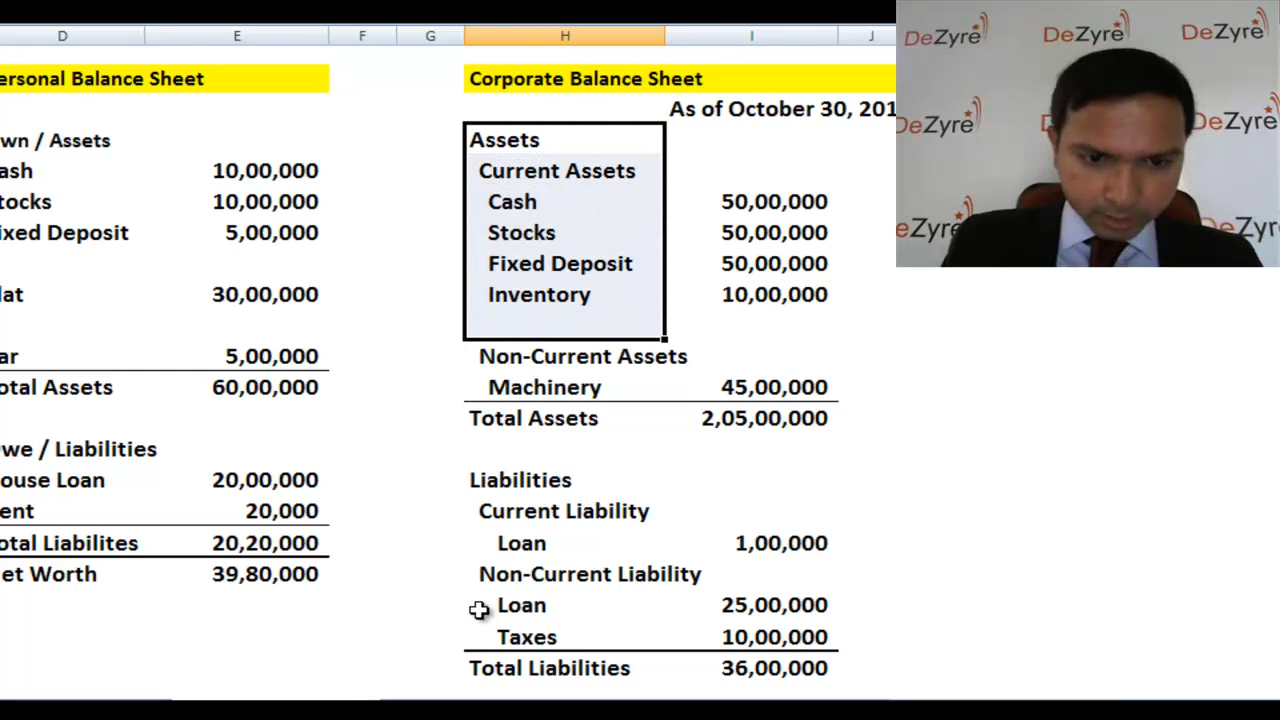 D E F G H I J
ersonal Balance Sheet
wn / Assets
ash 10,00,000
tocks 10,00,000
ixed Deposit 5,00,000
lat 30,00,000
ar 5,00,000
otal Assets 60,00,000
we / Liabilities
ouse Loan 20,00,000
ent 20,000
otal Liabilites 20,20,000
et Worth 39,80,000
Corporate Balance Sheet
As of October 30, 201
Assets
Current Assets
Cash 50,00,000
Stocks 50,00,000
Fixed Deposit 50,00,000
Inventory 10,00,000
Non-Current Assets
Machinery 45,00,000
Total Assets 2,05,00,000
Liabilities
Current Liability
Loan 1,00,000
Non-Current Liability
Loan 25,00,000
Taxes 10,00,000
Total Liabilities 36,00,000
DeZyre DeZyre DeZyre
DeZyre DeZyre
DeZyre